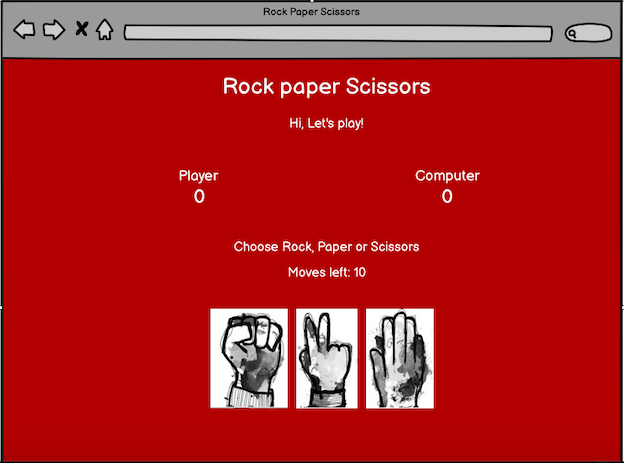 Rock Paper Scissors
Rock paper Scissors
Hi, Let's play!
Player Computer
0 0
Choose Rock, Paper or Scissors
Moves left: 10